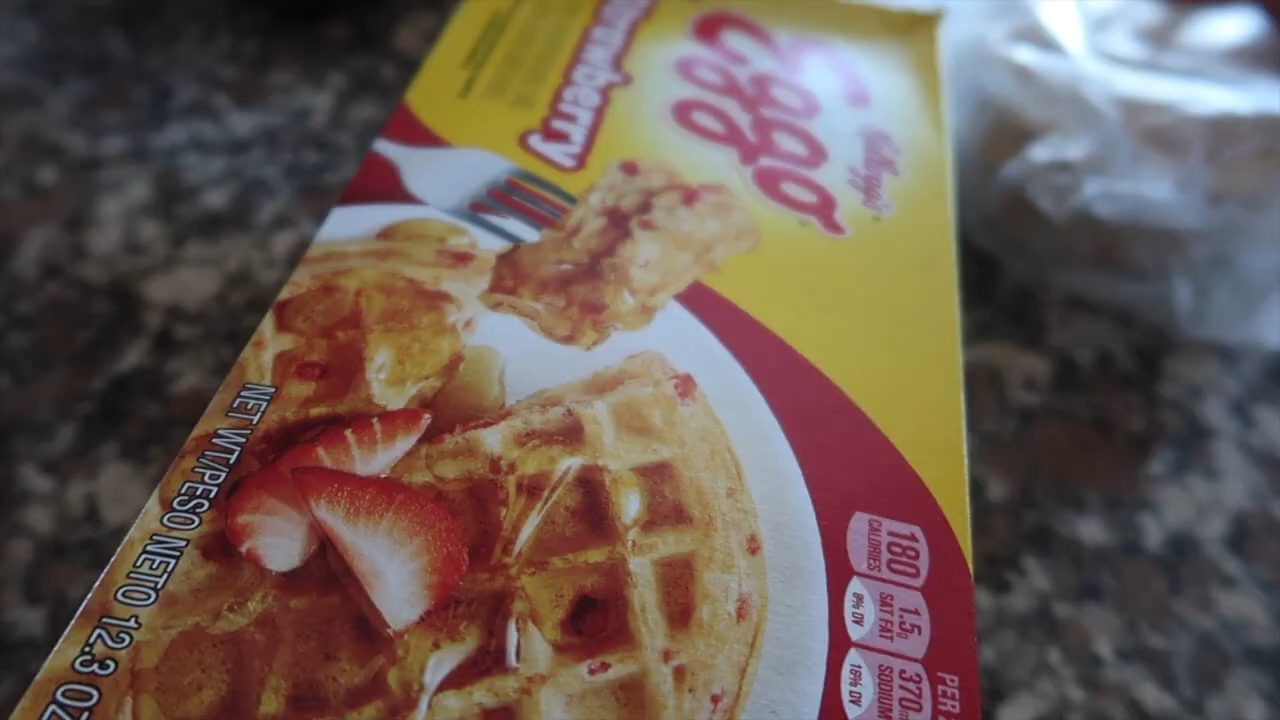 Kellogg's
Eggo
Strawberry
NET WT/PESO NETO 12.3 OZ
180
CALORIES
1.5g
SAT FAT
8% DV
370m
SODIUM
16% DV
PER